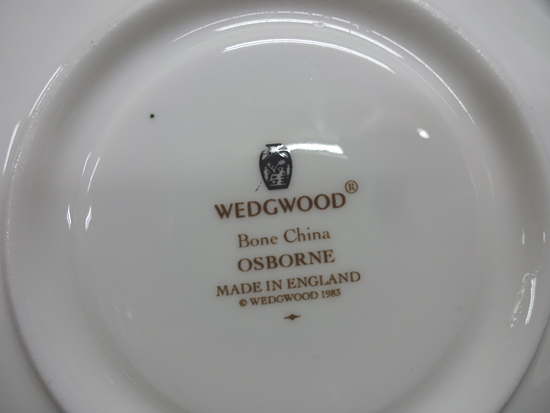 WEDGWOOD®
Bone China
OSBORNE
MADE IN ENGLAND
© WEDGWOOD 1985